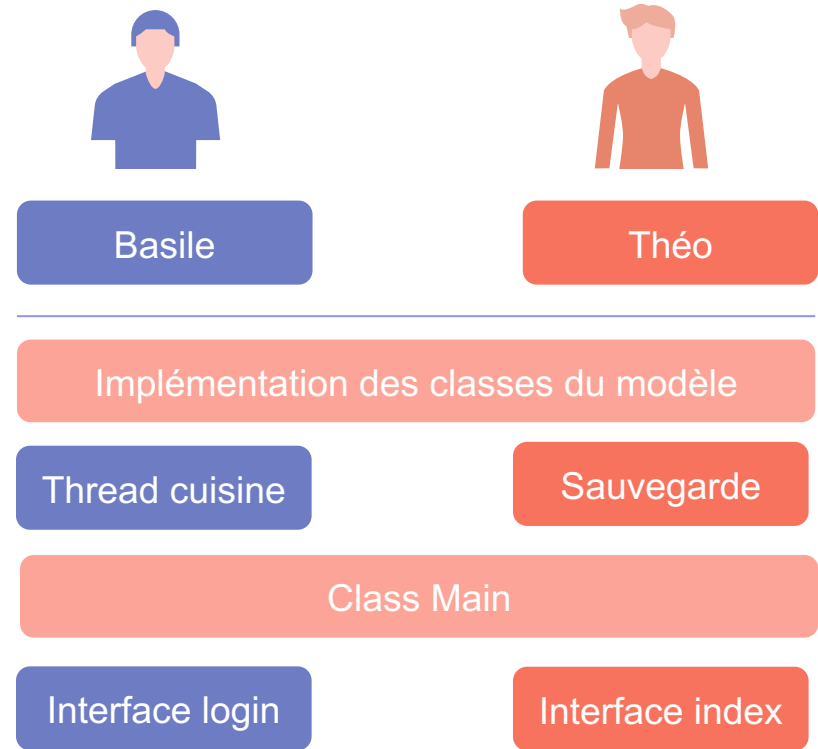 Basile
Théo
Implémentation des classes du modèle
Thread cuisine
Sauvegarde
Class Main
Interface login
Interface index